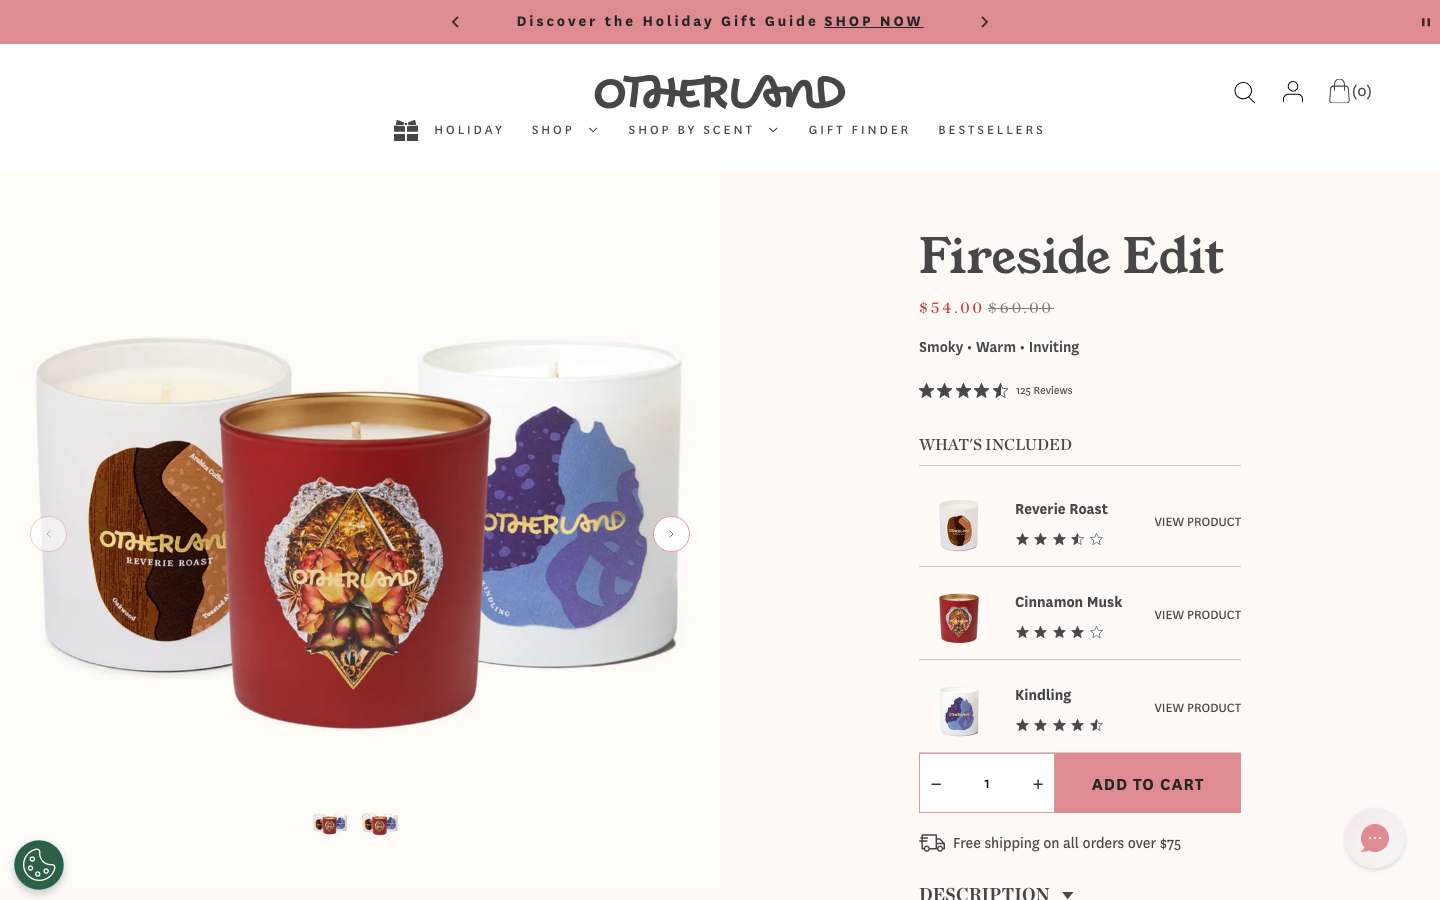 Discover the Holiday Gift Guide SHOP NOW
OTHERLAND
(0)
HOLIDAY SHOP SHOP BY SCENT GIFT FINDER BESTSELLERS
Fireside Edit
$54.00 $60.00
Smoky • Warm • Inviting
125 Reviews
WHAT'S INCLUDED
Reverie Roast
VIEW PRODUCT
Cinnamon Musk
VIEW PRODUCT
Kindling
VIEW PRODUCT
− 1 + ADD TO CART
Free shipping on all orders over $75
DESCRIPTION
Arabica Coffee
OTHERLAND
REVERIE ROAST
Oakwood
OTHERLAND
OTHERLAND